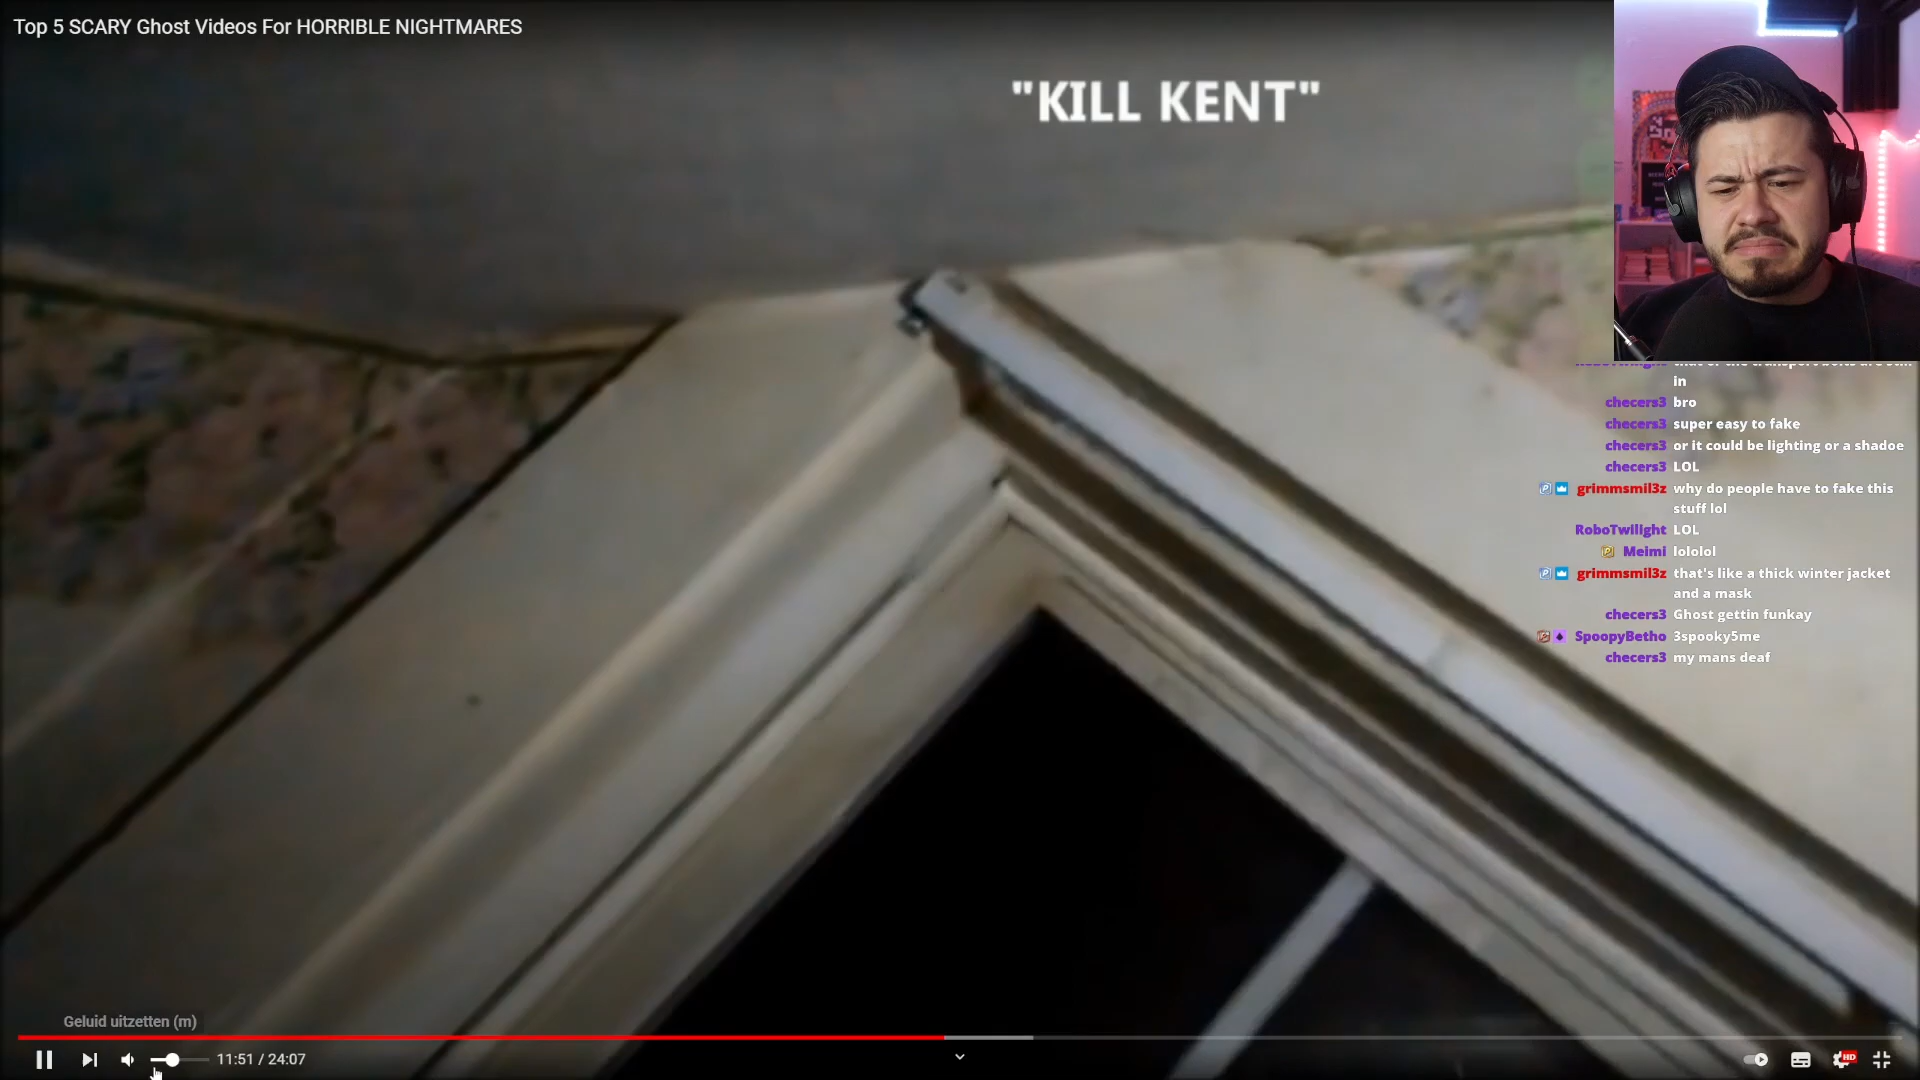 Top 5 SCARY Ghost Videos For HORRIBLE NIGHTMARES
"KILL KENT"
in
checers3 bro
checers3 super easy to fake
checers3 or it could be lighting or a shadoe
checers3 LOL
grimmsmil3z why do people have to fake this
stuff lol
RoboTwilight LOL
Meimi lololol
grimmsmil3z that's like a thick winter jacket
and a mask
checers3 Ghost gettin funkay
SpoopyBetho 3spooky5me
checers3 my mans deaf
Geluid uitzetten (m)
11:51 / 24:07
HD